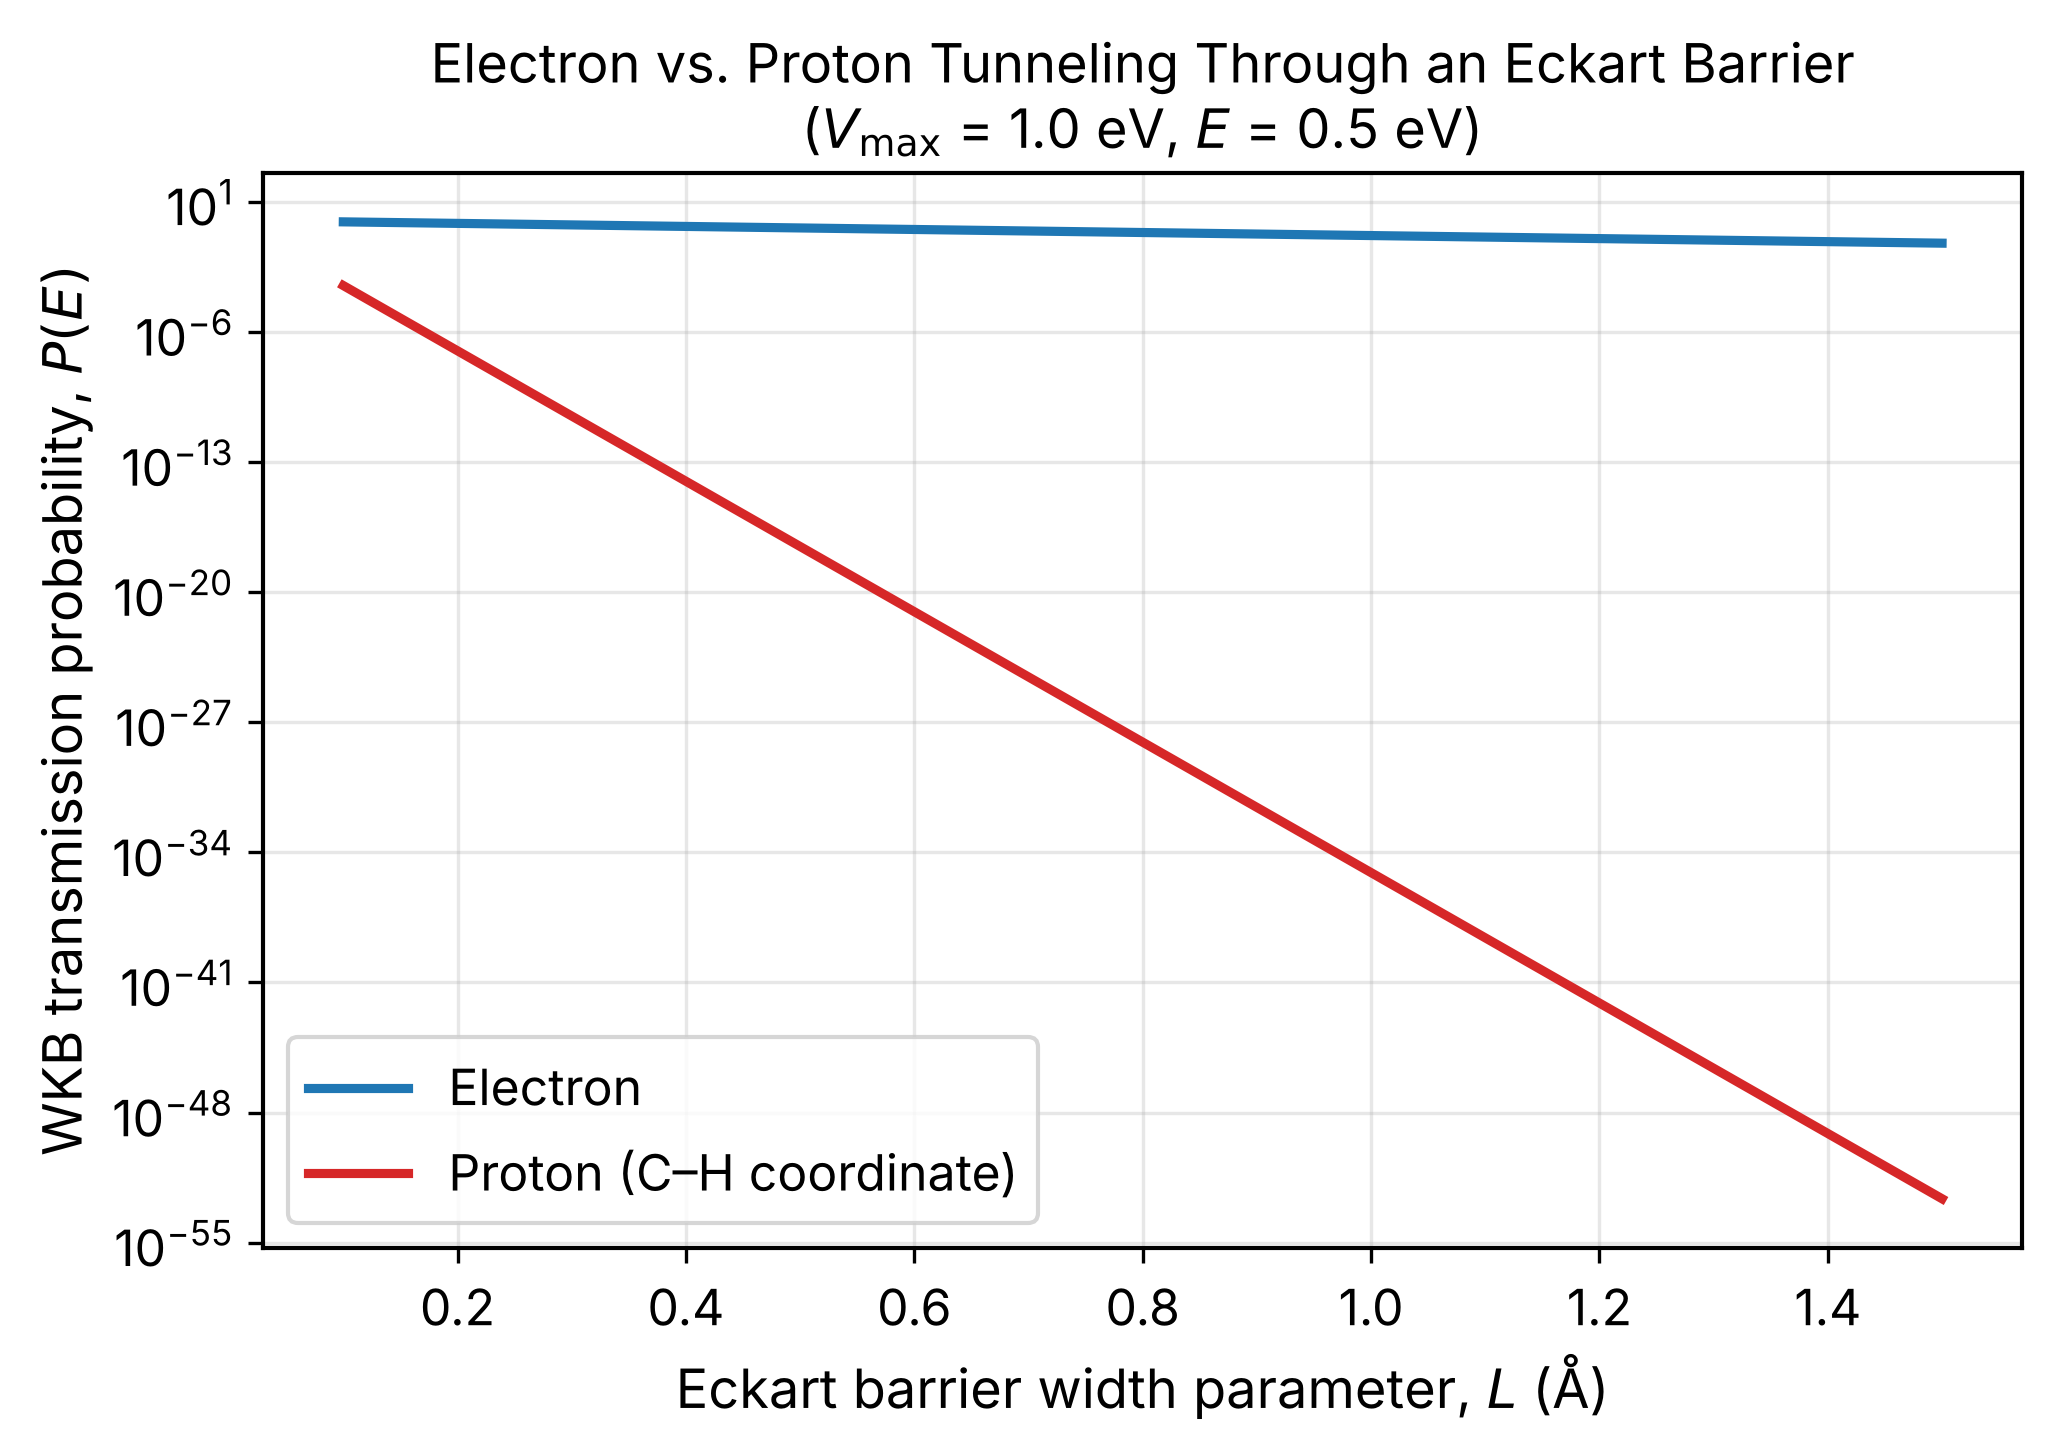 Electron vs. Proton Tunneling Through an Eckart Barrier
(V_max = 1.0 eV, E = 0.5 eV)
WKB transmission probability, P(E)
10^1
10^−6
10^−13
10^−20
10^−27
10^−34
10^−41
10^−48
10^−55
Electron
Proton (C–H coordinate)
0.2 0.4 0.6 0.8 1.0 1.2 1.4
Eckart barrier width parameter, L (Å)